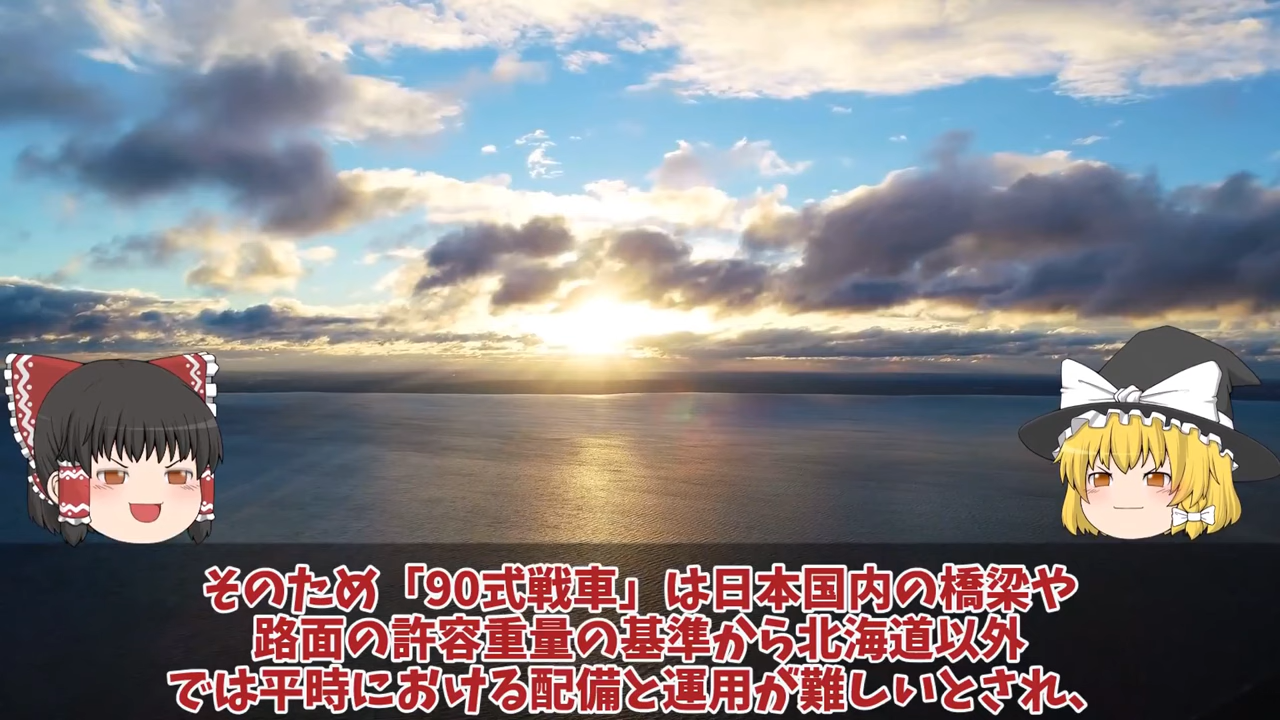 そのため「90式戦車」は日本国内の橋梁や
路面の許容重量の基準から北海道以外
では平時における配備と運用が難しいとされ、